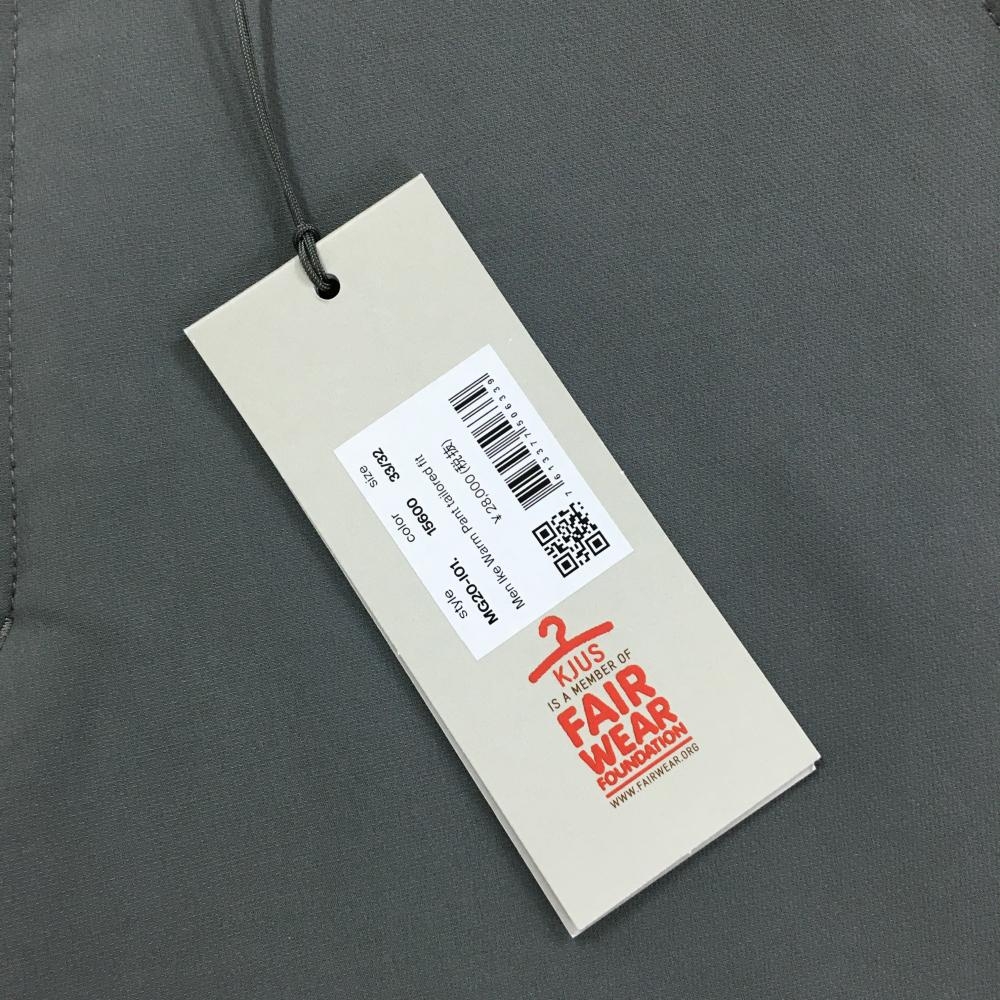 style
MG20-I01.
color
15600
size
33/32
Men Ike Warm Pant tailored fit
¥28,000(税抜)
7 613377 506339
KJUS
IS A MEMBER OF
FAIR
WEAR
FOUNDATION
WWW.FAIRWEAR.ORG